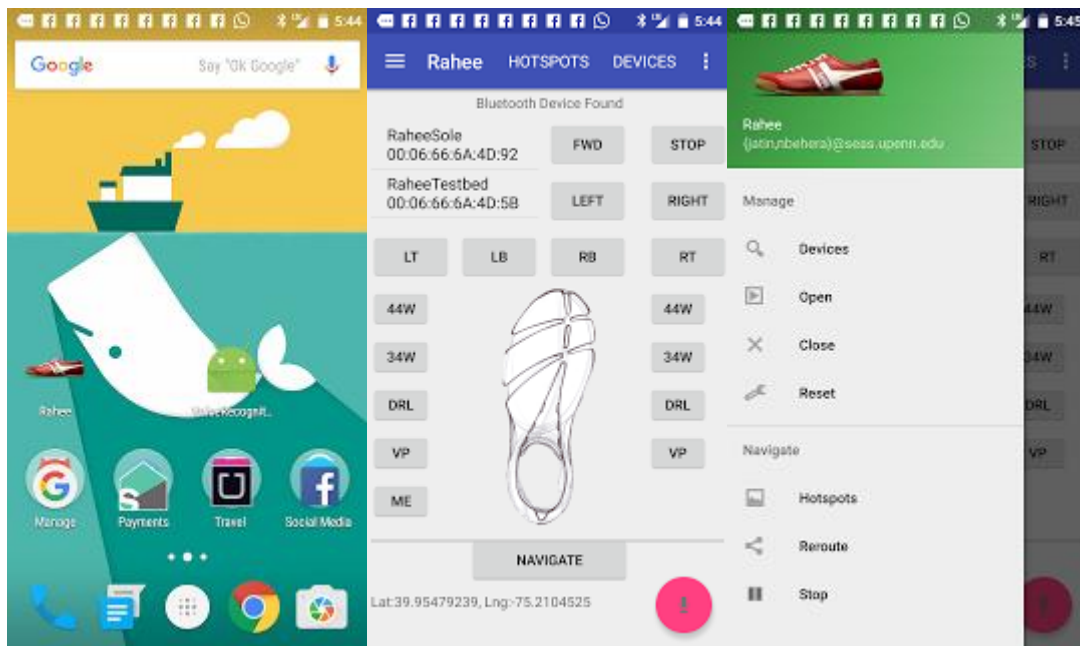 5:44
Google
Say "Ok Google"
Rahee
Manage
Payments
Travel
Social Media
5:44
Rahee HOTSPOTS DEVICES
Bluetooth Device Found
RaheeSole
00:06:66:6A:4D:92
FWD STOP
RaheeTestbed
00:06:66:6A:4D:5B
LEFT RIGHT
LT LB RB RT
44W 44W
34W 34W
DRL DRL
VP VP
ME
NAVIGATE
Lat:39.95479239, Lng:-75.2104525
5:45
Rahee
{jatin,nbehera}@seas.upenn.edu
Manage
Devices
Open
Close
Reset
Navigate
Hotspots
Reroute
Stop
S
STOP
RIGHT
RT
44W
34W
DRL
VP